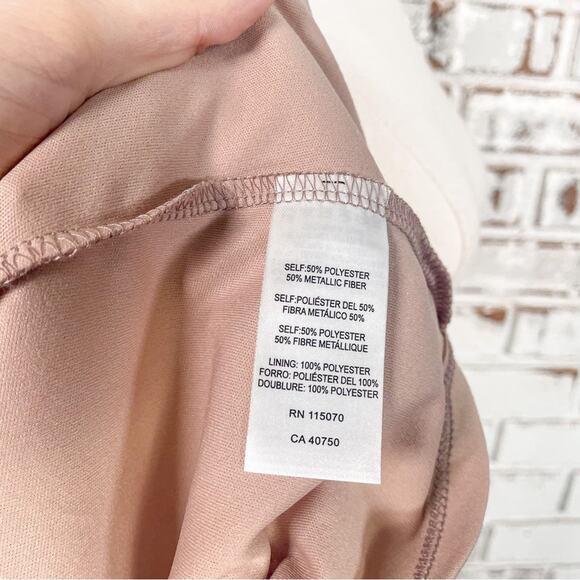 SELF:50% POLYESTER
50% METALLIC FIBER
SELF:POLIÉSTER DEL 50%
FIBRA METÁLICO 50%
SELF:50% POLYESTER
50% FIBRE METÁLLIQUE
LINING: 100% POLYESTER
FORRO: POLIÉSTER DEL 100%
DOUBLURE: 100% POLYESTER
RN 115070
CA 40750